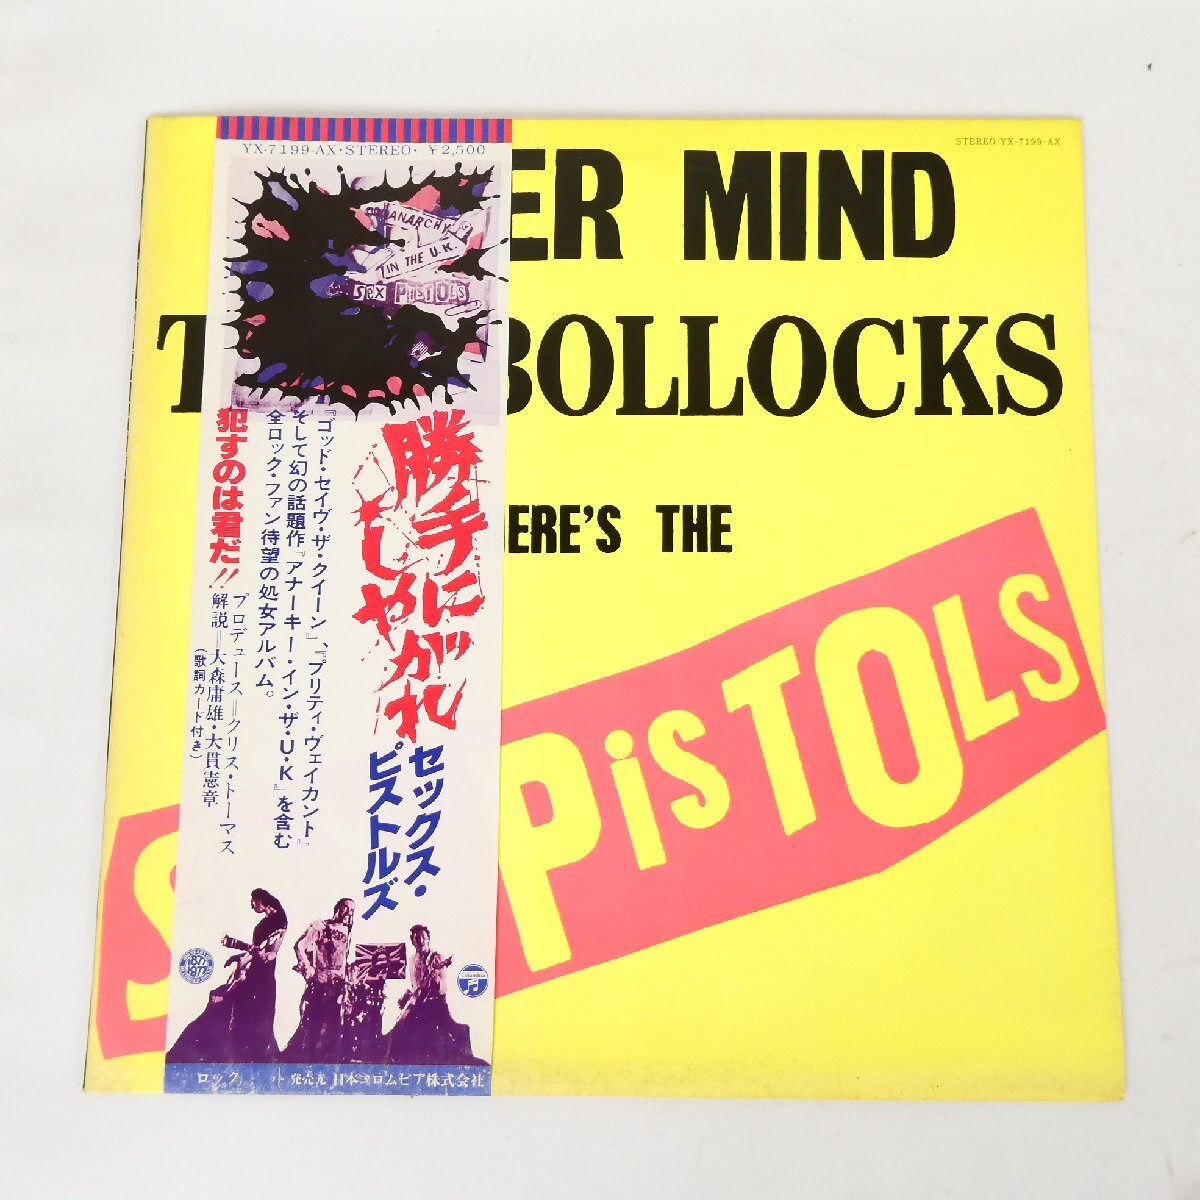 YX-7199-AX・STEREO・￥2,500
STEREO/YX-7199-AX
ER MIND
T BOLLOCKS
ERE'S THE
S PiSTOLS
ANARCHY
IN THE U.K.
SEX PISTOLS
勝手に
しやがれ
セックス・
ピストルズ
『ゴッド・セイヴ・ザ・クイーン』、『プリティ・ヴェイカント』
そして幻の話題作『アナーキー・イン・ザ・U・K』を含む
全ロック・ファン待望の処女アルバム。
犯すのは君だ!!
プロデュース＝クリス・トーマス
解説＝大森庸雄・大貫憲章
(歌詞カード付き)
1877
1977
Columbia
ロック
発売元 日本コロムビア株式会社